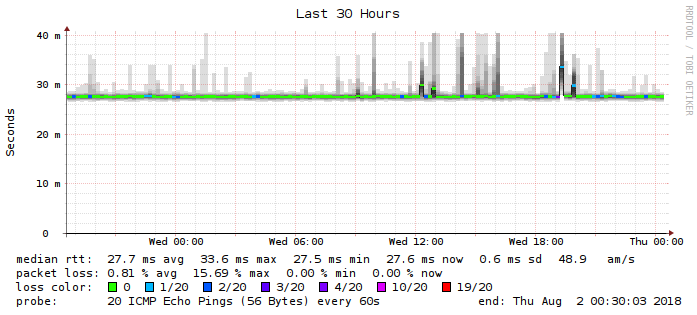 Last 30 Hours
RRDTOOL / TOBI OETIKER
Seconds
40 m
30 m
20 m
10 m
0
Wed 00:00 Wed 06:00 Wed 12:00 Wed 18:00 Thu 00:00
median rtt: 27.7 ms avg 33.6 ms max 27.5 ms min 27.6 ms now 0.6 ms sd 48.9 am/s
packet loss: 0.81 % avg 15.69 % max 0.00 % min 0.00 % now
loss color: 0 1/20 2/20 3/20 4/20 10/20 19/20
probe: 20 ICMP Echo Pings (56 Bytes) every 60s end: Thu Aug 2 00:30:03 2018